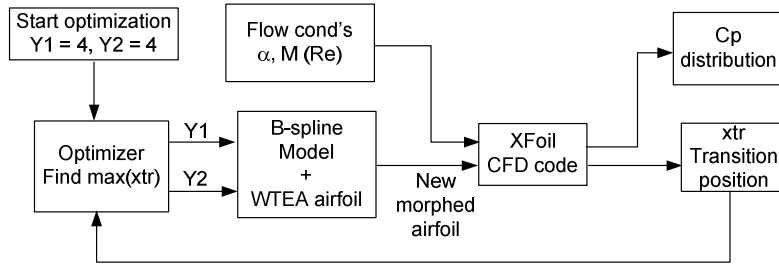 Start optimization
Y1 = 4, Y2 = 4
Flow cond's
α, M (Re)
Cp
distribution
Optimizer
Find max(xtr)
Y1
Y2
B-spline
Model
+
WTEA airfoil
New
morphed
airfoil
XFoil
CFD code
xtr
Transition
position